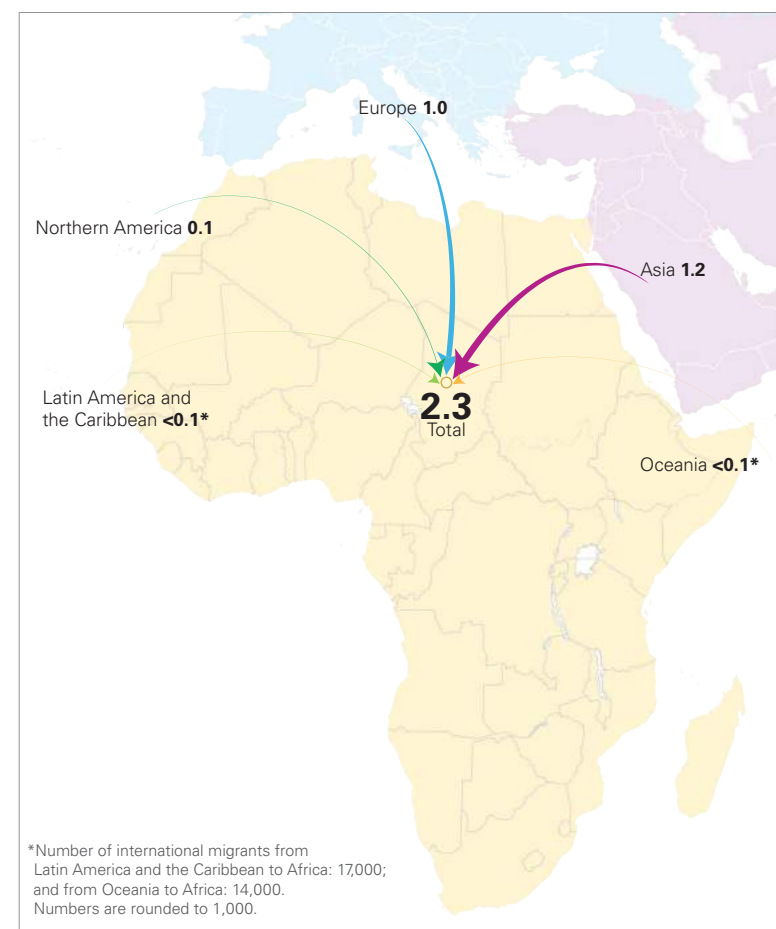 Europe 1.0
Northern America 0.1
Asia 1.2
Latin America and
the Caribbean <0.1*
2.3
Total
Oceania <0.1*
*Number of international migrants from
Latin America and the Caribbean to Africa: 17,000;
and from Oceania to Africa: 14,000.
Numbers are rounded to 1,000.